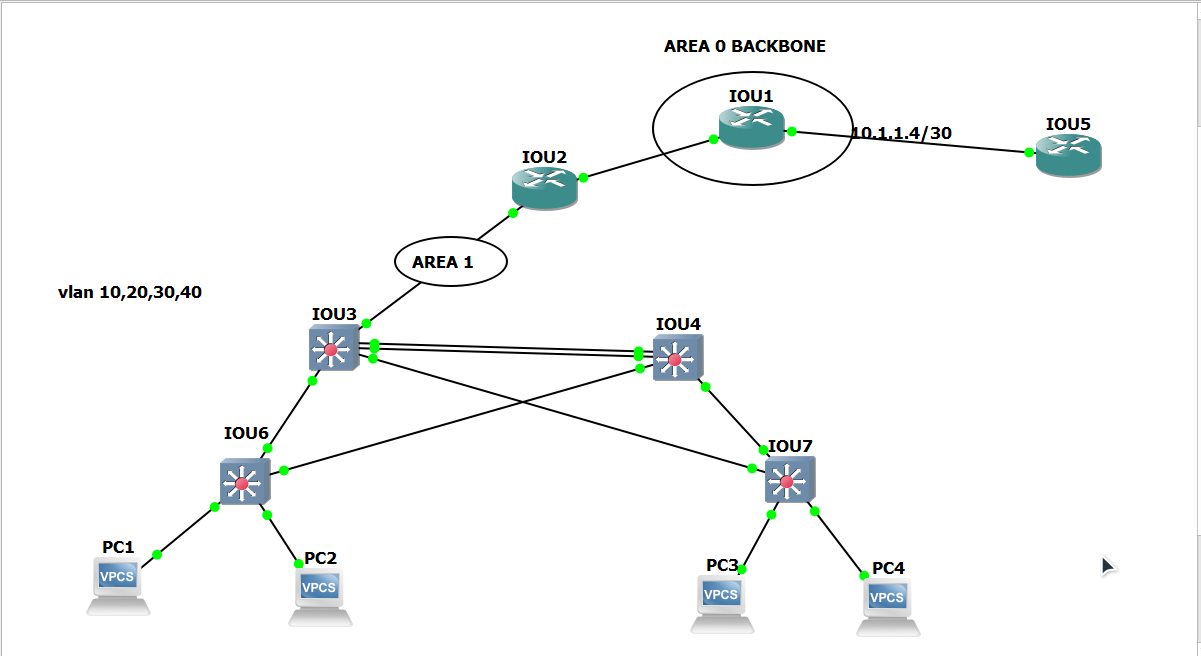 AREA 0 BACKBONE
IOU1
IOU5
10.1.1.4/30
IOU2
AREA 1
vlan 10,20,30,40
IOU3
IOU4
IOU6
IOU7
PC1
VPCS
PC2
VPCS
PC3
VPCS
PC4
VPCS